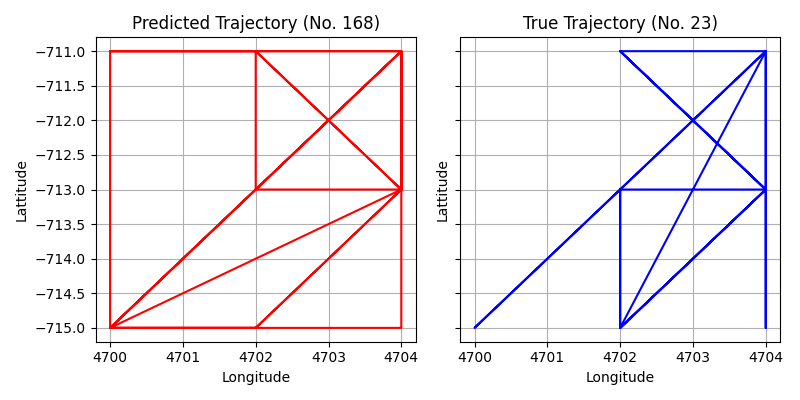 Predicted Trajectory (No. 168)
True Trajectory (No. 23)
−711.0
−711.5
−712.0
−712.5
−713.0
−713.5
−714.0
−714.5
−715.0
Lattitude
Lattitude
4700 4701 4702 4703 4704
4700 4701 4702 4703 4704
Longitude
Longitude